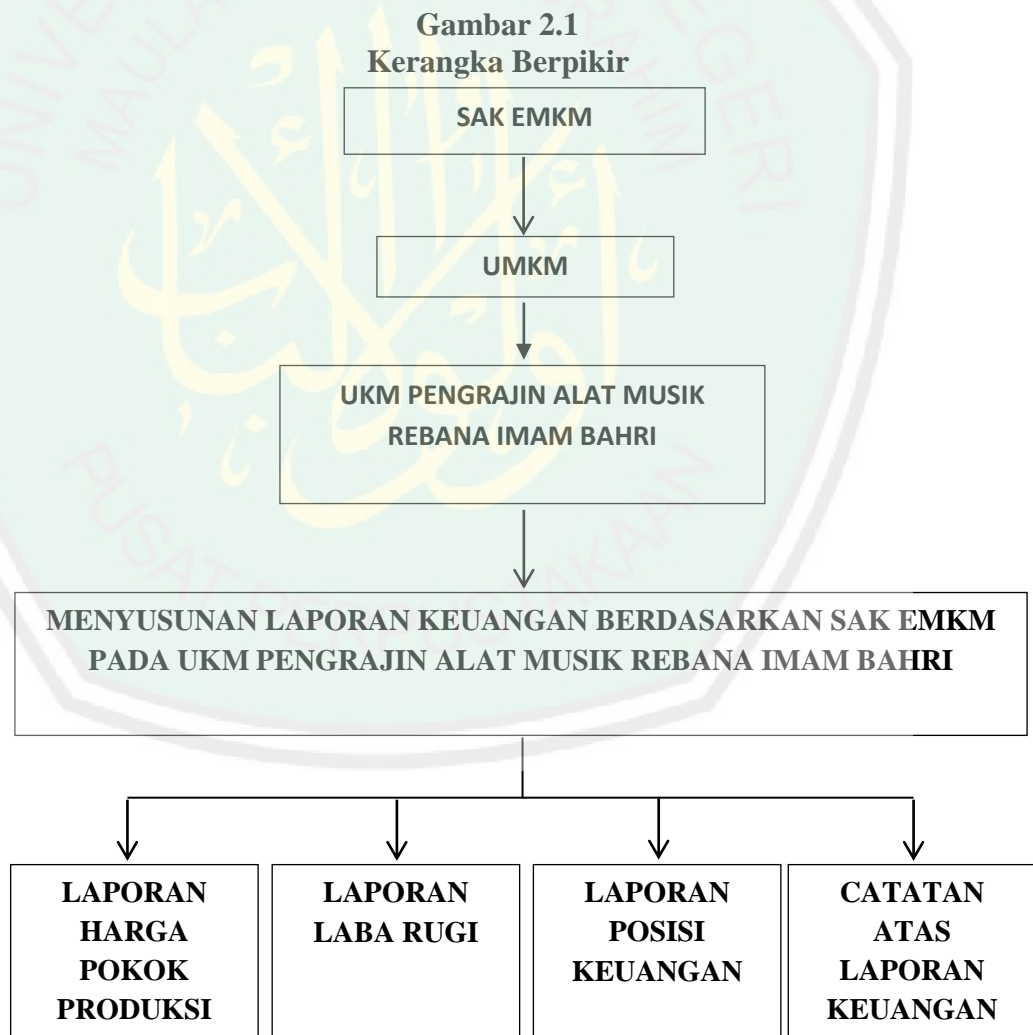 Gambar 2.1
Kerangka Berpikir
SAK EMKM
UMKM
UKM PENGRAJIN ALAT MUSIK
REBANA IMAM BAHRI
MENYUSUNAN LAPORAN KEUANGAN BERDASARKAN SAK EMKM
PADA UKM PENGRAJIN ALAT MUSIK REBANA IMAM BAHRI
LAPORAN
HARGA
POKOK
PRODUKSI
LAPORAN
LABA RUGI
LAPORAN
POSISI
KEUANGAN
CATATAN
ATAS
LAPORAN
KEUANGAN
PUSAT PERPUSTAKAAN